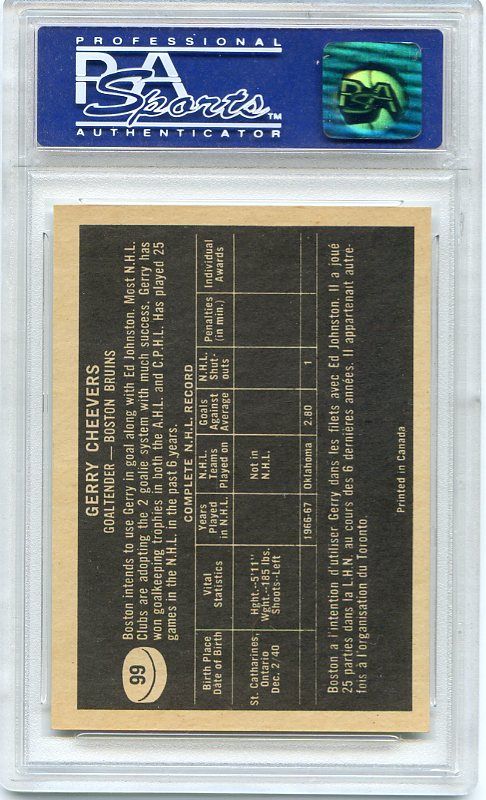 PROFESSIONAL
PSA
Sports™
AUTHENTICATOR
PSA
99
GERRY CHEEVERS
GOALTENDER — BOSTON BRUINS
Boston intends to use Gerry in goal along with Ed Johnston. Most N.H.L.
Clubs are adopting the 2 goalie system with much success. Gerry has
won goalkeeping trophies in both the A.H.L. and C.P.H.L. Has played 25
games in the N.H.L. in the past 6 years.
COMPLETE N.H.L. RECORD
Birth Place Date of Birth | Vital Statistics | Years Played in N.H.L. | N.H.L. Teams Played on | Goals Against Average | N.H.L. Shut-outs | Penalties (in min.) | Individual Awards
St. Catharines, Ontario Dec. 2 '40 | Hght.–5'11" Wght.–185 lbs. Shoots–Left | Not in N.H.L.
1966-67 | Oklahoma | 2.80 | 1
Boston a l'intention d'utiliser Gerry dans les filets avec Ed Johnston. Il a joué
25 parties dans la L.H.N. au cours des 6 dernières années. Il appartenait autre-
fois à l'organisation du Toronto.
Printed in Canada